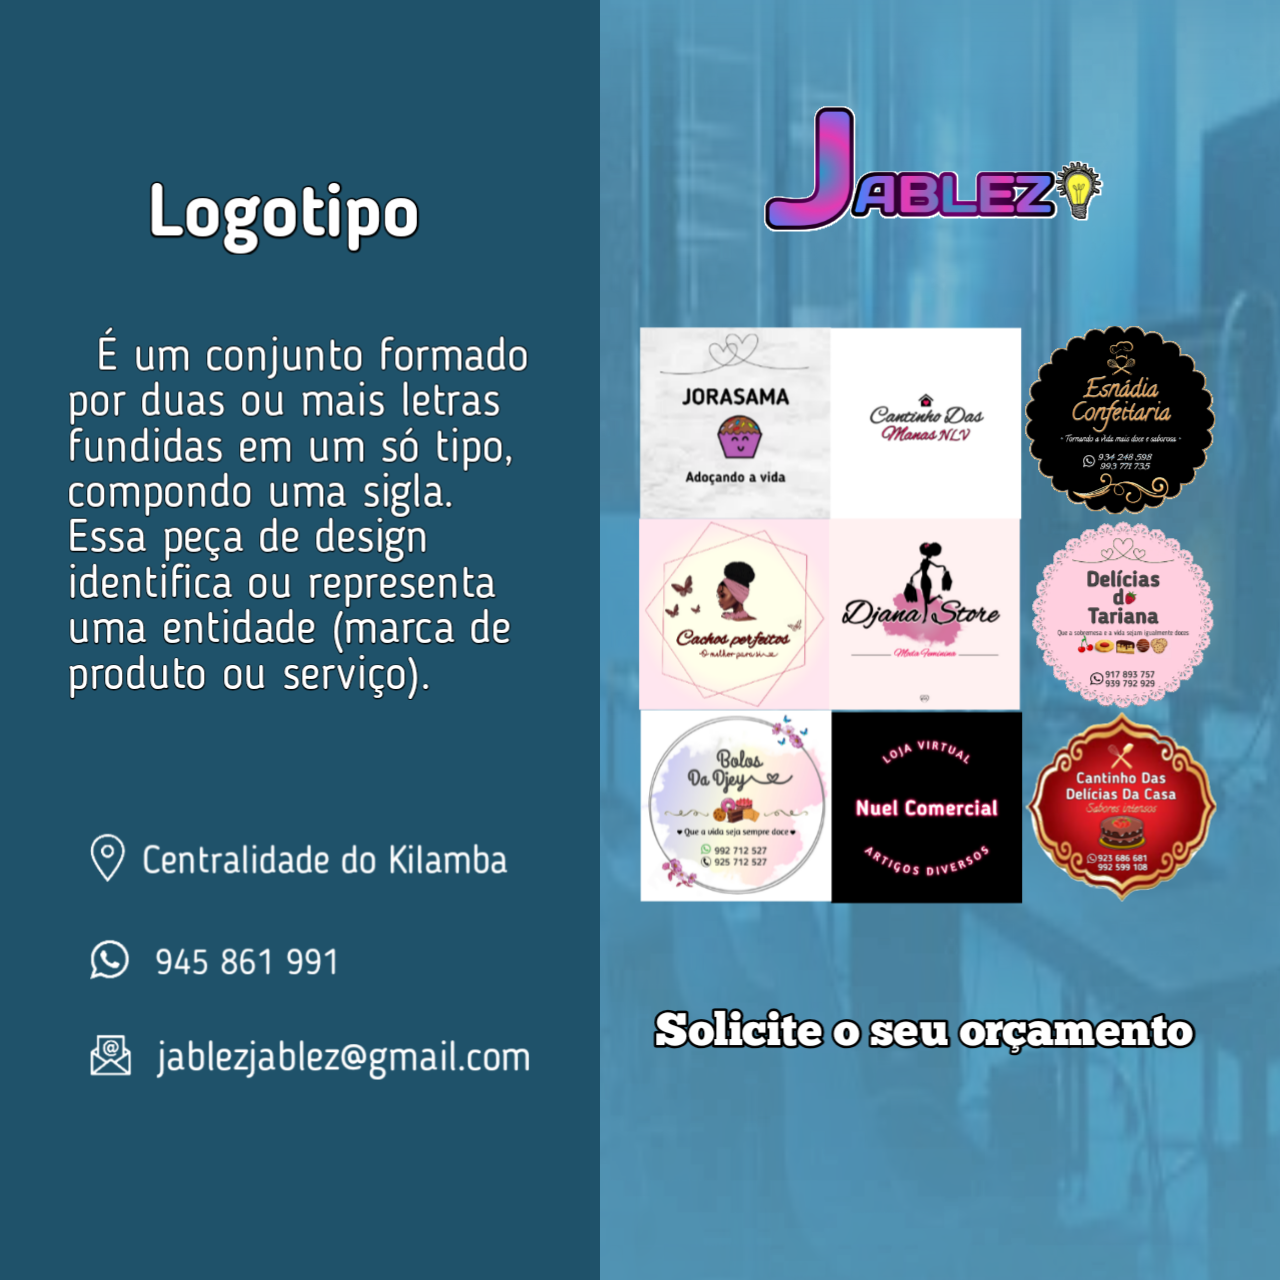 Logotipo
É um conjunto formado
por duas ou mais letras
fundidas em um só tipo,
compondo uma sigla.
Essa peça de design
identifica ou representa
uma entidade (marca de
produto ou serviço).
Centralidade do Kilamba
945 861 991
jablezjablez@gmail.com
JABLEZ
JORASAMA
Adoçando a vida
Cantinho Das
Manas NLV
Esnádia
Confeitaria
- Tornando a vida mais doce e saborosa -
934 248 598
993 771 735
Cachos perfeitos
O melhor para si
Djana Store
Moda Feminina
Delícias
da
Tariana
Que a sobremesa e a vida sejam igualmente doces
917 893 757
939 792 929
Bolos
Da Djey
Que a vida seja sempre doce
992 712 527
925 712 527
LOJA VIRTUAL
Nuel Comercial
ARTIGOS DIVERSOS
Cantinho Das
Delícias Da Casa
Sabores intensos
923 686 681
992 599 108
Solicite o seu orçamento